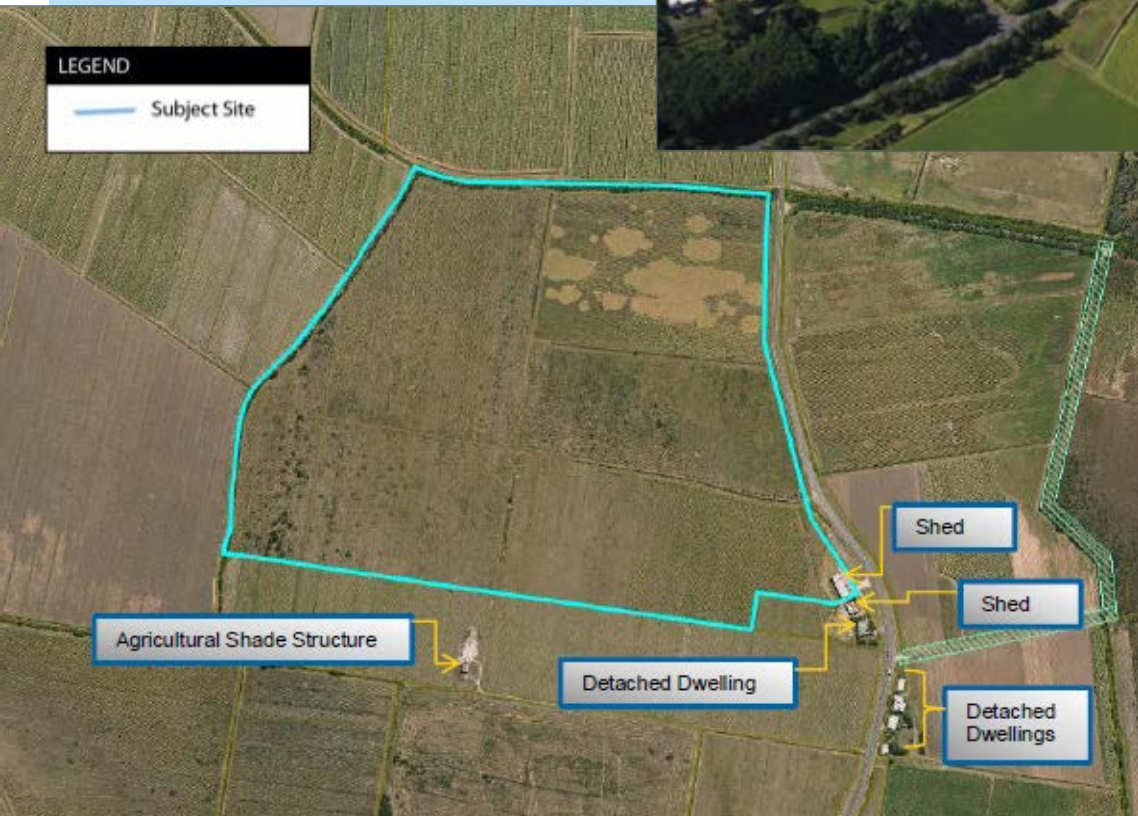 LEGEND
Subject Site
Shed
Shed
Agricultural Shade Structure
Detached Dwelling
Detached
Dwellings